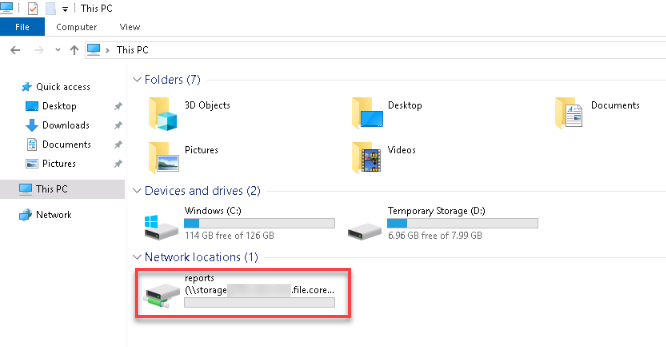 This PC
File
Computer
View
This PC
Quick access
Desktop
Downloads
Documents
Pictures
This PC
Network
Folders (7)
3D Objects
Desktop
Documents
Pictures
Videos
Devices and drives (2)
Windows (C:)
114 GB free of 126 GB
Temporary Storage (D:)
6.96 GB free of 7.99 GB
Network locations (1)
reports
(\\storage .file.core...